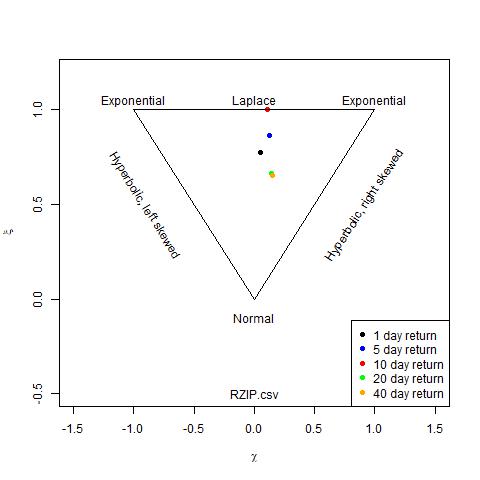 Exponential Laplace Exponential
1.0
Hyperbolic, left skewed
Hyperbolic, right skewed
0.5
ξ
0.0
Normal
1 day return
5 day return
10 day return
20 day return
40 day return
-0.5
RZIP.csv
-1.5 -1.0 -0.5 0.0 0.5 1.0 1.5
χ